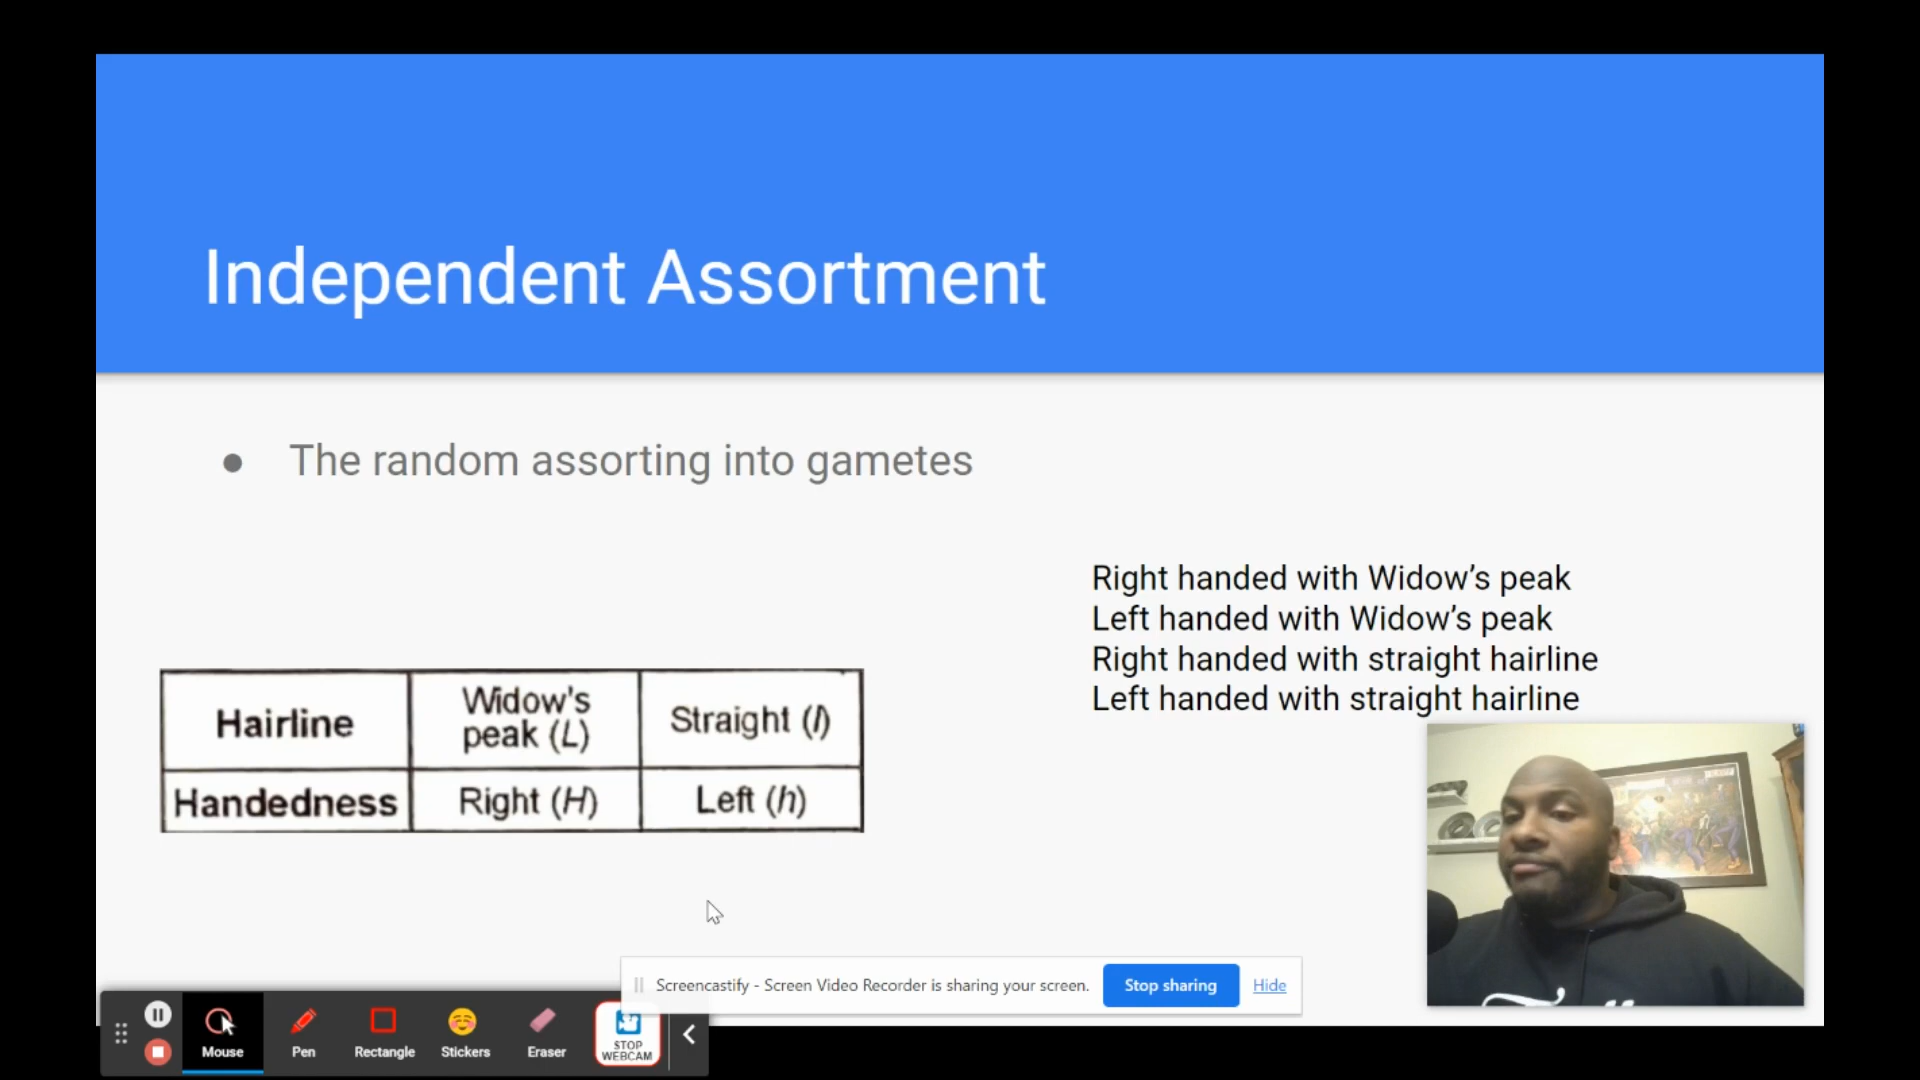 Independent Assortment
● The random assorting into gametes
Right handed with Widow's peak
Left handed with Widow's peak
Right handed with straight hairline
Left handed with straight hairline
Hairline
Widow's
peak (L)
Straight (l)
Handedness
Right (H)
Left (h)
Screencastify - Screen Video Recorder is sharing your screen.
Stop sharing
Hide
Mouse
Pen
Rectangle
Stickers
Eraser
STOP
WEBCAM